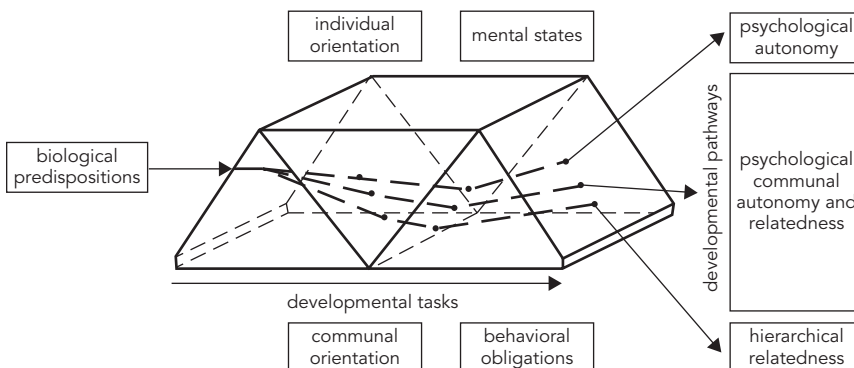 individual
orientation
mental states
psychological
autonomy
biological
predispositions
developmental pathways
psychological
communal
autonomy and
relatedness
developmental tasks
communal
orientation
behavioral
obligations
hierarchical
relatedness